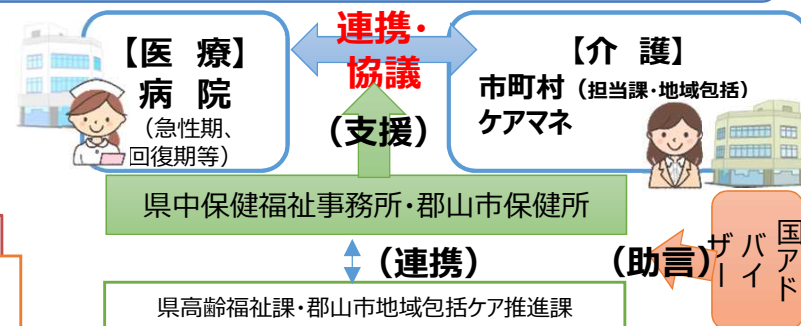 【医 療】
病 院
（急性期、
回復期等）
連携・
協議
【介 護】
市町村（担当課・地域包括）
ケアマネ
（支援）
県中保健福祉事務所・郡山市保健所
（連携）
（助言）
国アド
バイ
ザー
県高齢福祉課・郡山市地域包括ケア推進課